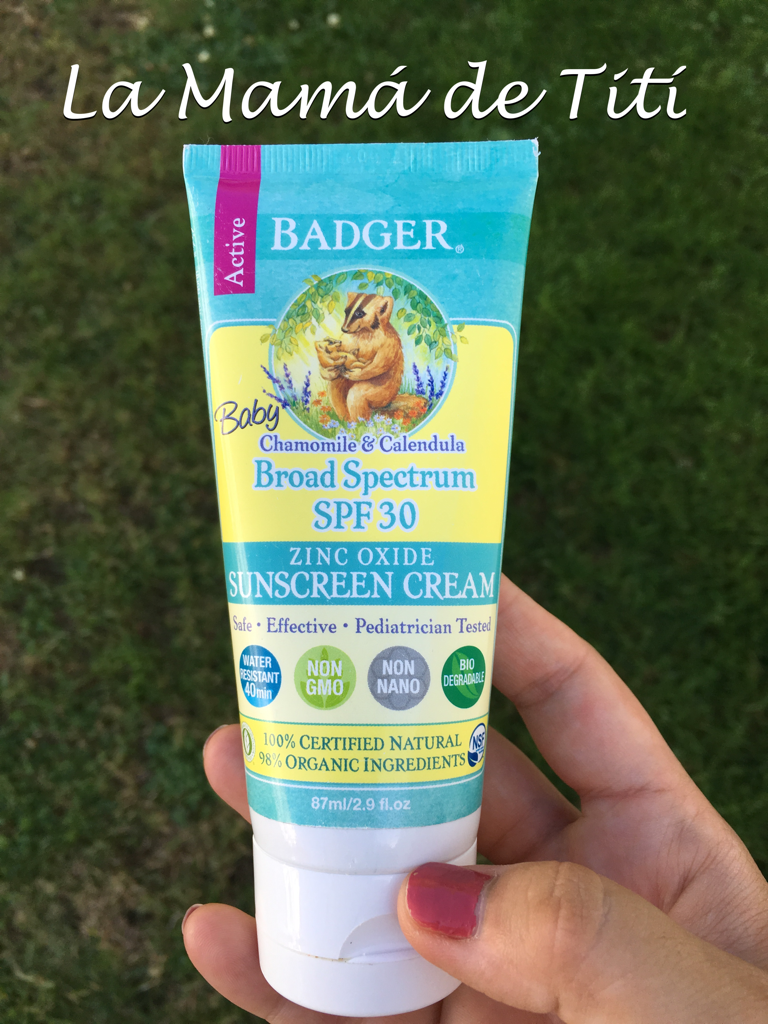 La Mamá de Tití
Active
BADGER®
Baby
Chamomile & Calendula
Broad Spectrum
SPF 30
ZINC OXIDE
SUNSCREEN CREAM
Safe • Effective • Pediatrician Tested
WATER
RESISTANT
40min
NON
GMO
NON
NANO
BIO
DEGRADABLE
100% CERTIFIED NATURAL
98% ORGANIC INGREDIENTS
NSF
87ml/2.9 fl.oz